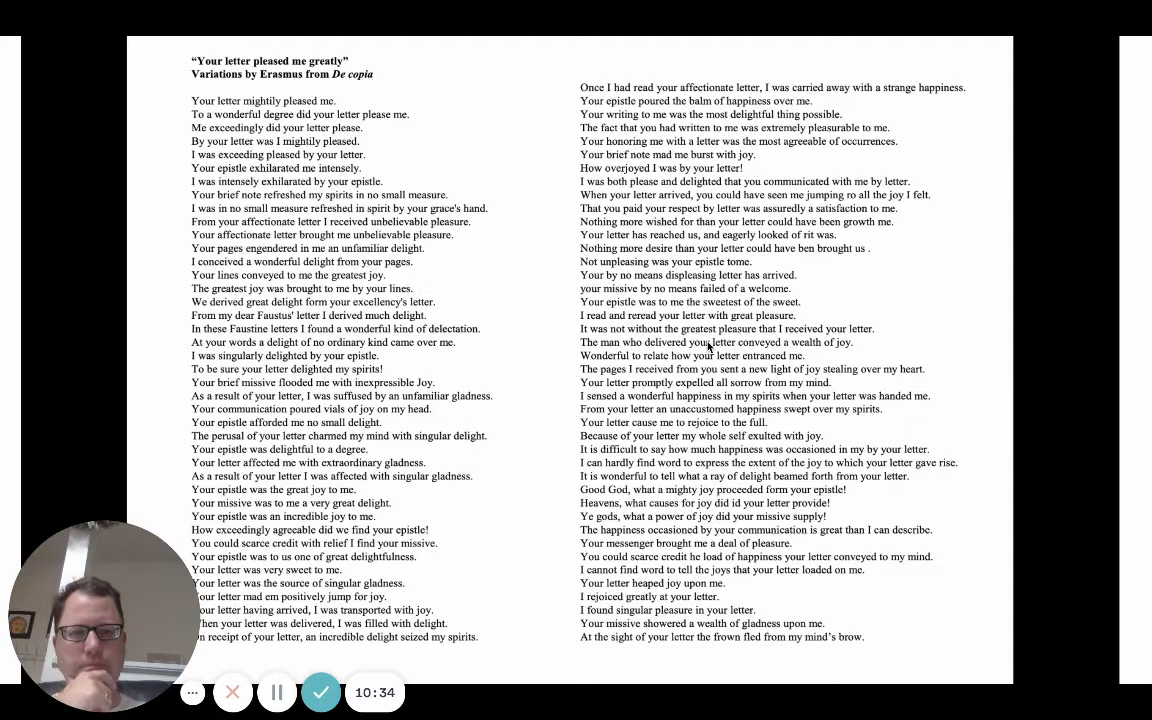 “Your letter pleased me greatly”
Variations by Erasmus from De copia
Your letter mightily pleased me.
To a wonderful degree did your letter please me.
Me exceedingly did your letter please.
By your letter was I mightily pleased.
I was exceeding pleased by your letter.
Your epistle exhilarated me intensely.
I was intensely exhilarated by your epistle.
Your brief note refreshed my spirits in no small measure.
I was in no small measure refreshed in spirit by your grace's hand.
From your affectionate letter I received unbelievable pleasure.
Your affectionate letter brought me unbelievable pleasure.
Your pages engendered in me an unfamiliar delight.
I conceived a wonderful delight from your pages.
Your lines conveyed to me the greatest joy.
The greatest joy was brought to me by your lines.
We derived great delight form your excellency's letter.
From my dear Faustus' letter I derived much delight.
In these Faustine letters I found a wonderful kind of delectation.
At your words a delight of no ordinary kind came over me.
I was singularly delighted by your epistle.
To be sure your letter delighted my spirits!
Your brief missive flooded me with inexpressible Joy.
As a result of your letter, I was suffused by an unfamiliar gladness.
Your communication poured vials of joy on my head.
Your epistle afforded me no small delight.
The perusal of your letter charmed my mind with singular delight.
Your epistle was delightful to a degree.
Your letter affected me with extraordinary gladness.
As a result of your letter I was affected with singular gladness.
Your epistle was the great joy to me.
Your missive was to me a very great delight.
Your epistle was an incredible joy to me.
How exceedingly agreeable did we find your epistle!
You could scarce credit with relief I find your missive.
Your epistle was to us one of great delightfulness.
Your letter was very sweet to me.
Your letter was the source of singular gladness.
Your letter mad em positively jump for joy.
our letter having arrived, I was transported with joy.
hen your letter was delivered, I was filled with delight.
n receipt of your letter, an incredible delight seized my spirits.
Once I had read your affectionate letter, I was carried away with a strange happiness.
Your epistle poured the balm of happiness over me.
Your writing to me was the most delightful thing possible.
The fact that you had written to me was extremely pleasurable to me.
Your honoring me with a letter was the most agreeable of occurrences.
Your brief note mad me burst with joy.
How overjoyed I was by your letter!
I was both please and delighted that you communicated with me by letter.
When your letter arrived, you could have seen me jumping ro all the joy I felt.
That you paid your respect by letter was assuredly a satisfaction to me.
Nothing more wished for than your letter could have been growth me.
Your letter has reached us, and eagerly looked of rit was.
Nothing more desire than your letter could have ben brought us .
Not unpleasing was your epistle tome.
Your by no means displeasing letter has arrived.
your missive by no means failed of a welcome.
Your epistle was to me the sweetest of the sweet.
I read and reread your letter with great pleasure.
It was not without the greatest pleasure that I received your letter.
The man who delivered your letter conveyed a wealth of joy.
Wonderful to relate how your letter entranced me.
The pages I received from you sent a new light of joy stealing over my heart.
Your letter promptly expelled all sorrow from my mind.
I sensed a wonderful happiness in my spirits when your letter was handed me.
From your letter an unaccustomed happiness swept over my spirits.
Your letter cause me to rejoice to the full.
Because of your letter my whole self exulted with joy.
It is difficult to say how much happiness was occasioned in my by your letter.
I can hardly find word to express the extent of the joy to which your letter gave rise.
It is wonderful to tell what a ray of delight beamed forth from your letter.
Good God, what a mighty joy proceeded form your epistle!
Heavens, what causes for joy did id your letter provide!
Ye gods, what a power of joy did your missive supply!
The happiness occasioned by your communication is great than I can describe.
Your messenger brought me a deal of pleasure.
You could scarce credit he load of happiness your letter conveyed to my mind.
I cannot find word to tell the joys that your letter loaded on me.
Your letter heaped joy upon me.
I rejoiced greatly at your letter.
I found singular pleasure in your letter.
Your missive showered a wealth of gladness upon me.
At the sight of your letter the frown fled from my mind’s brow.
10:34